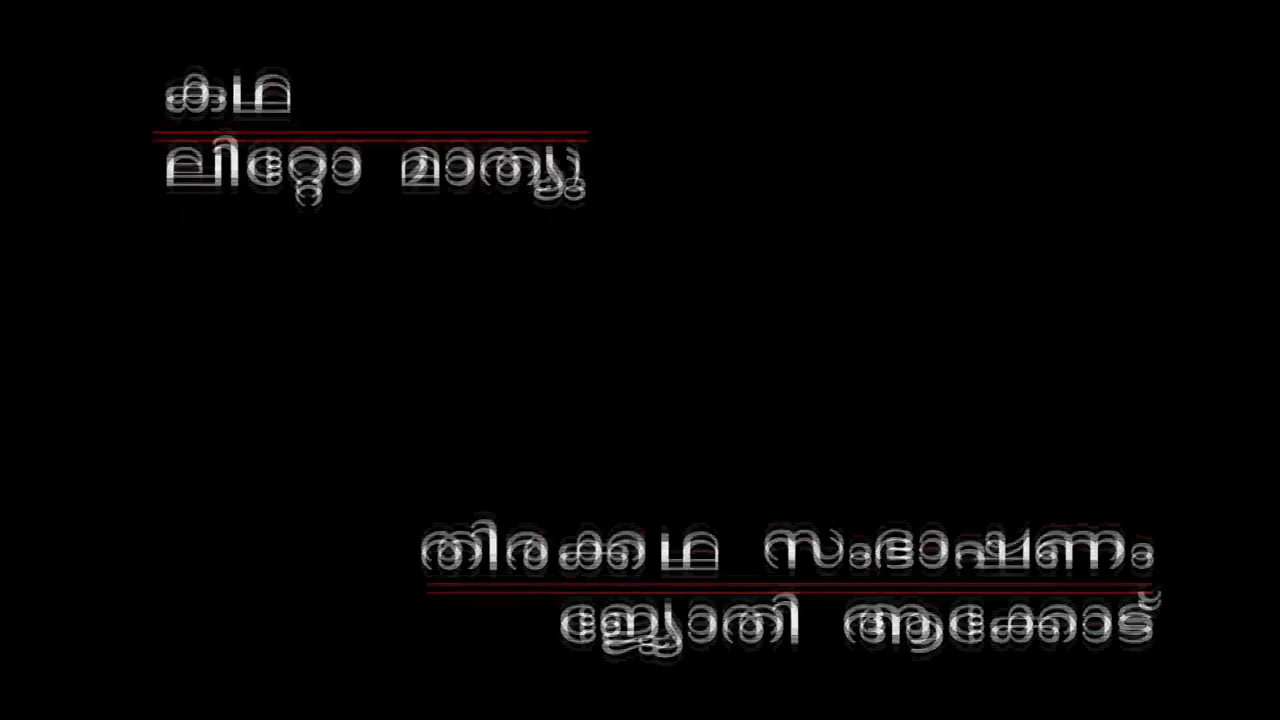 കഥ
ലിറ്റോ മാത്യു
തിരക്കഥ സംഭാഷണം
ജ്യോതി ആക്കോട്